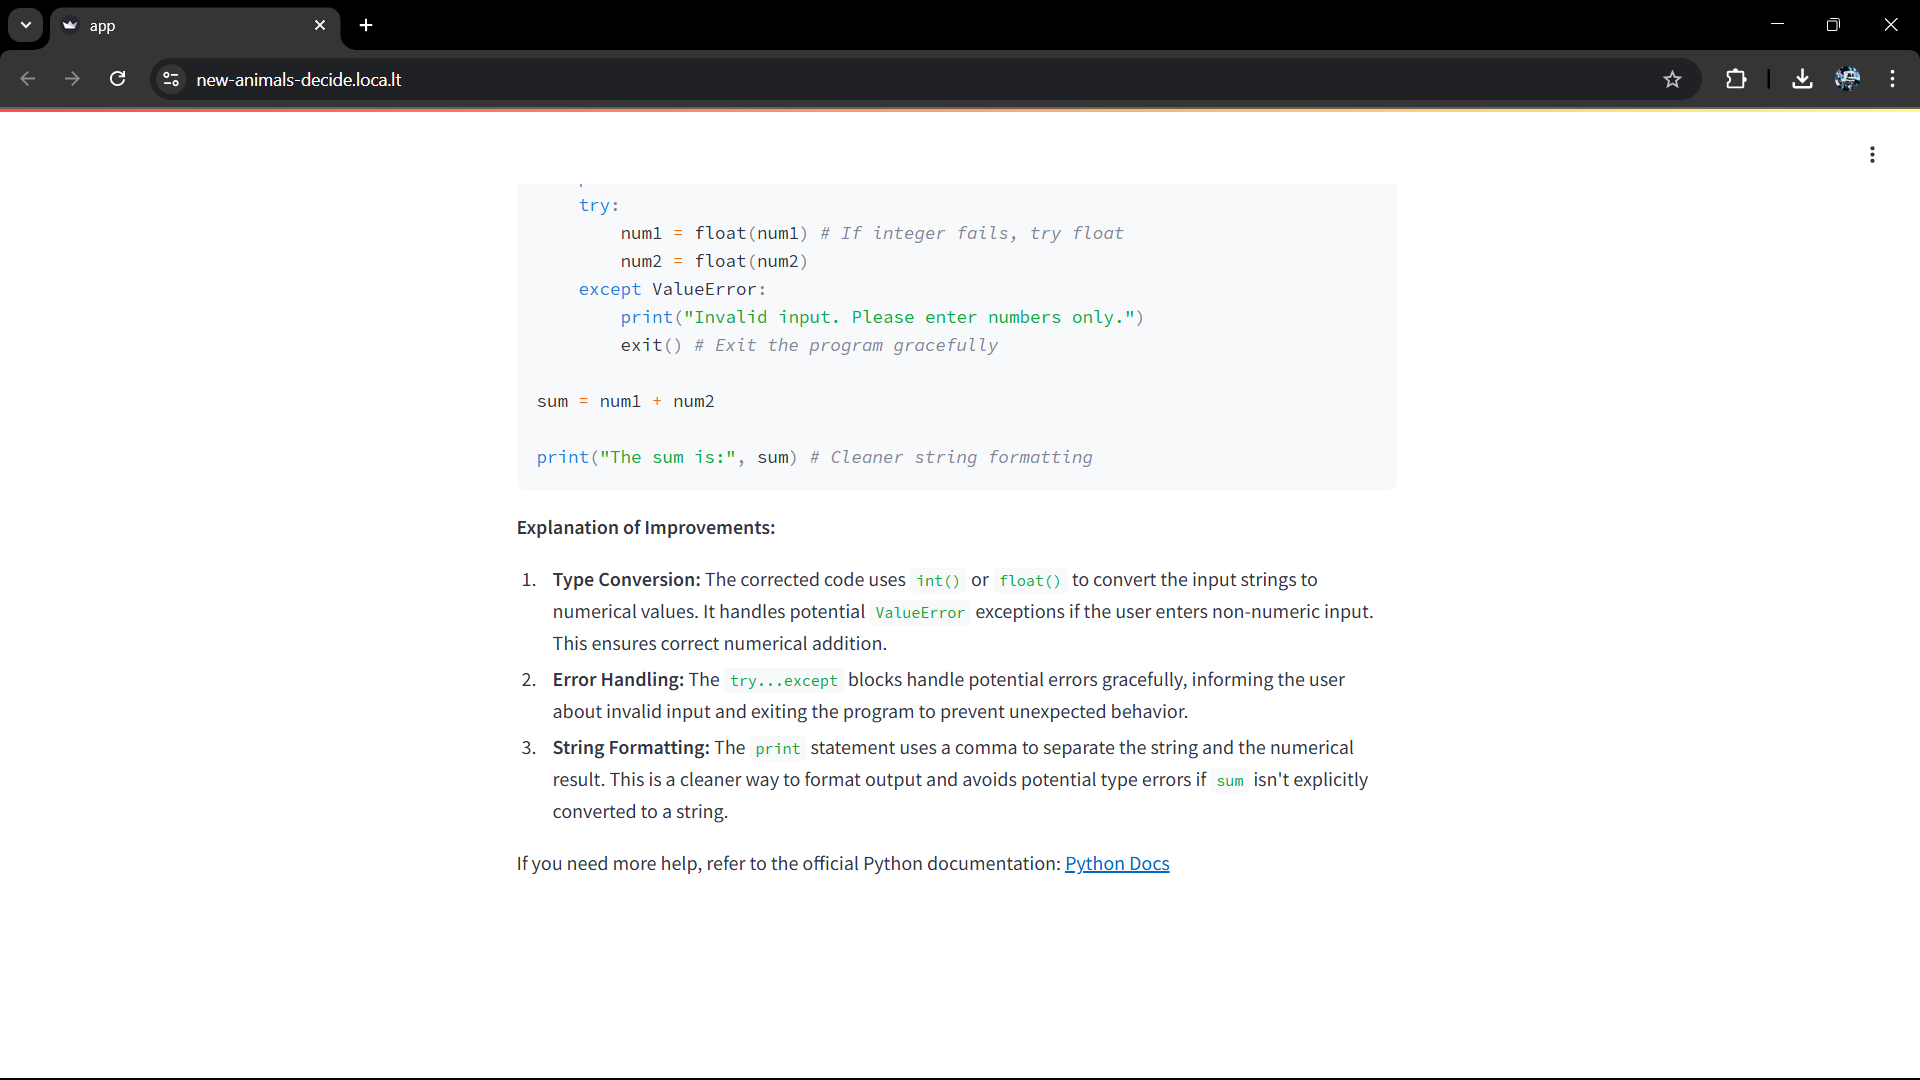 app
new-animals-decide.loca.lt
try:
num1 = float(num1) # If integer fails, try float
num2 = float(num2)
except ValueError:
print("Invalid input. Please enter numbers only.")
exit() # Exit the program gracefully
sum = num1 + num2
print("The sum is:", sum) # Cleaner string formatting
Explanation of Improvements:
1. Type Conversion: The corrected code uses int() or float() to convert the input strings to
numerical values. It handles potential ValueError exceptions if the user enters non-numeric input.
This ensures correct numerical addition.
2. Error Handling: The try...except blocks handle potential errors gracefully, informing the user
about invalid input and exiting the program to prevent unexpected behavior.
3. String Formatting: The print statement uses a comma to separate the string and the numerical
result. This is a cleaner way to format output and avoids potential type errors if sum isn't explicitly
converted to a string.
If you need more help, refer to the official Python documentation: Python Docs